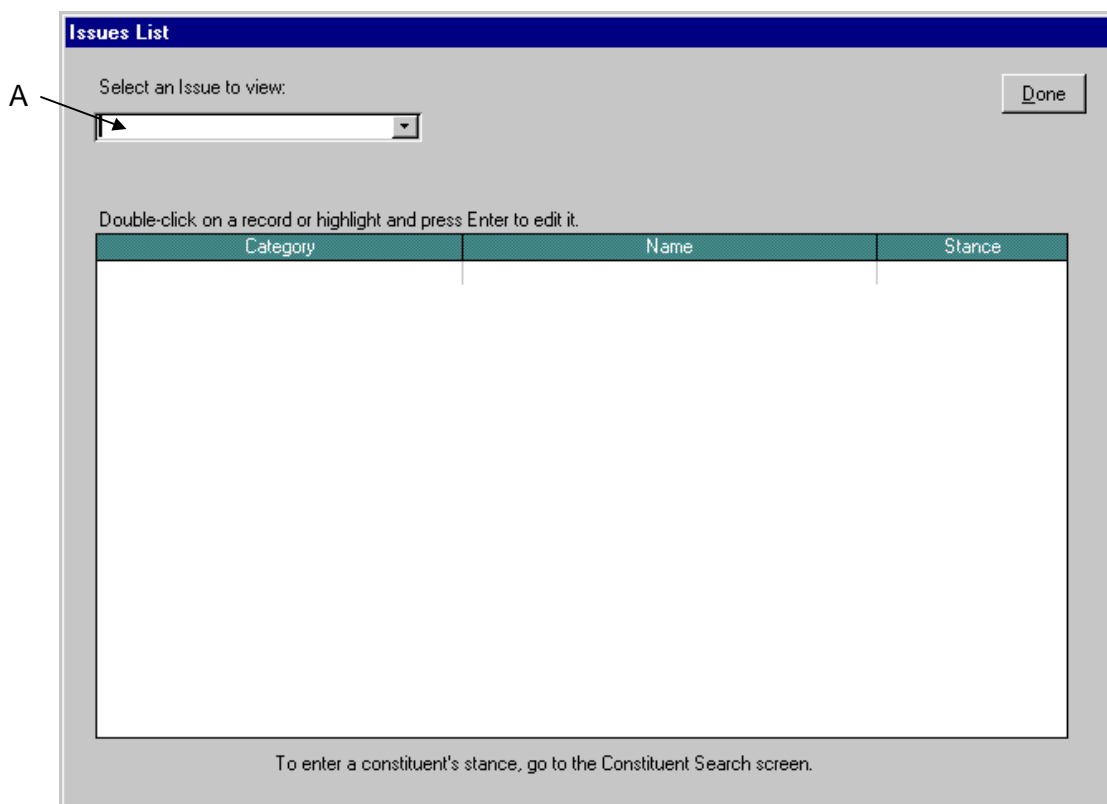 Issues List
Select an Issue to view:
Done
A
Double-click on a record or highlight and press Enter to edit it.
Category Name Stance
To enter a constituent's stance, go to the Constituent Search screen.